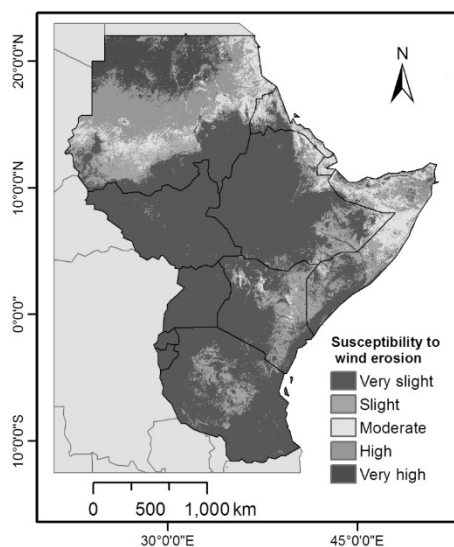 20°0'0"N
10°0'0"N
0°0'0"
10°0'0"S
N
Susceptibility to
wind erosion
Very slight
Slight
Moderate
High
Very high
0 500 1,000 km
30°0'0"E 45°0'0"E